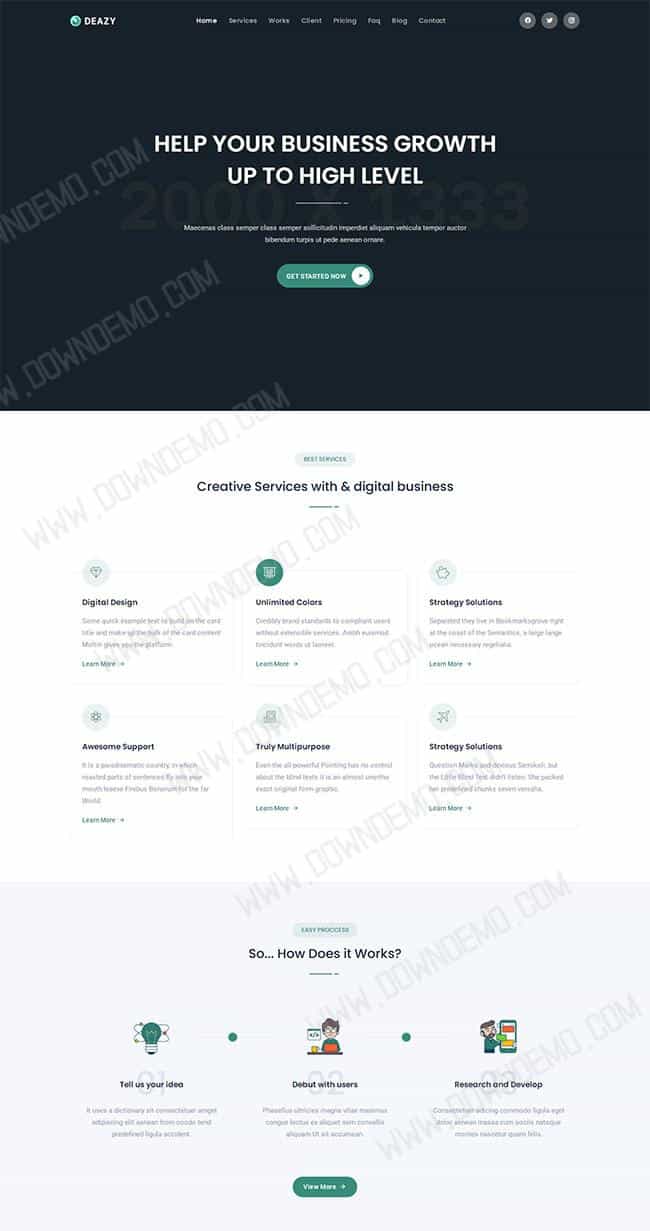 DEAZY
Home Services Works Client Pricing Faq Blog Contact
HELP YOUR BUSINESS GROWTH
UP TO HIGH LEVEL
Maecenas class semper class semper sollicitudin imperdiet aliquam vehicula tempor auctor
bibendum turpis ut pede aenean ornare.
GET STARTED NOW
WWW.DOWNDEMO.COM
BEST SERVICES
Creative Services with & digital business
Digital Design
Some quick example text to build on the card
title and make up the bulk of the card content
Moltin gives you the platform.
Learn More
Unlimited Colors
Credibly brand standards to compliant users
without extensible services. Anibh euismod
tincidunt words ut laoreet.
Learn More
Strategy Solutions
Separated they live in Bookmarksgrove right
at the coast of the Semantics, a large lange
ocean necessary regelialia.
Learn More
Awesome Support
It is a paradisematic country, in which
roasted parts of sentences fly into your
mouth leave Finibus Bonorum for the far
World.
Learn More
Truly Multipurpose
Even the all-powerful Pointing has no control
about the blind texts it is an almost unortho
exact original form graphic.
Learn More
Strategy Solutions
Question Marks and devious Semikoli, but
the Little Blind Text didn't listen. She packed
her predefined chunks seven versalia.
Learn More
EASY PROCCESS
So... How Does it Works?
01
Tell us your idea
It uses a dictionary sit consectetuer amget
adipiscing elit aenean from ocodo tend
predefined ligula accident.
02
Debut with users
Phasellus ultricies magna vitae maximus
congue lectus ex aliquet sem convallis
aliquam Ut sit accumsan.
Research and Develop
Consectetuer adicing commodo ligula eget
dolor aenean massa cum sociis natoque
montes nascetur quam felis.
View More